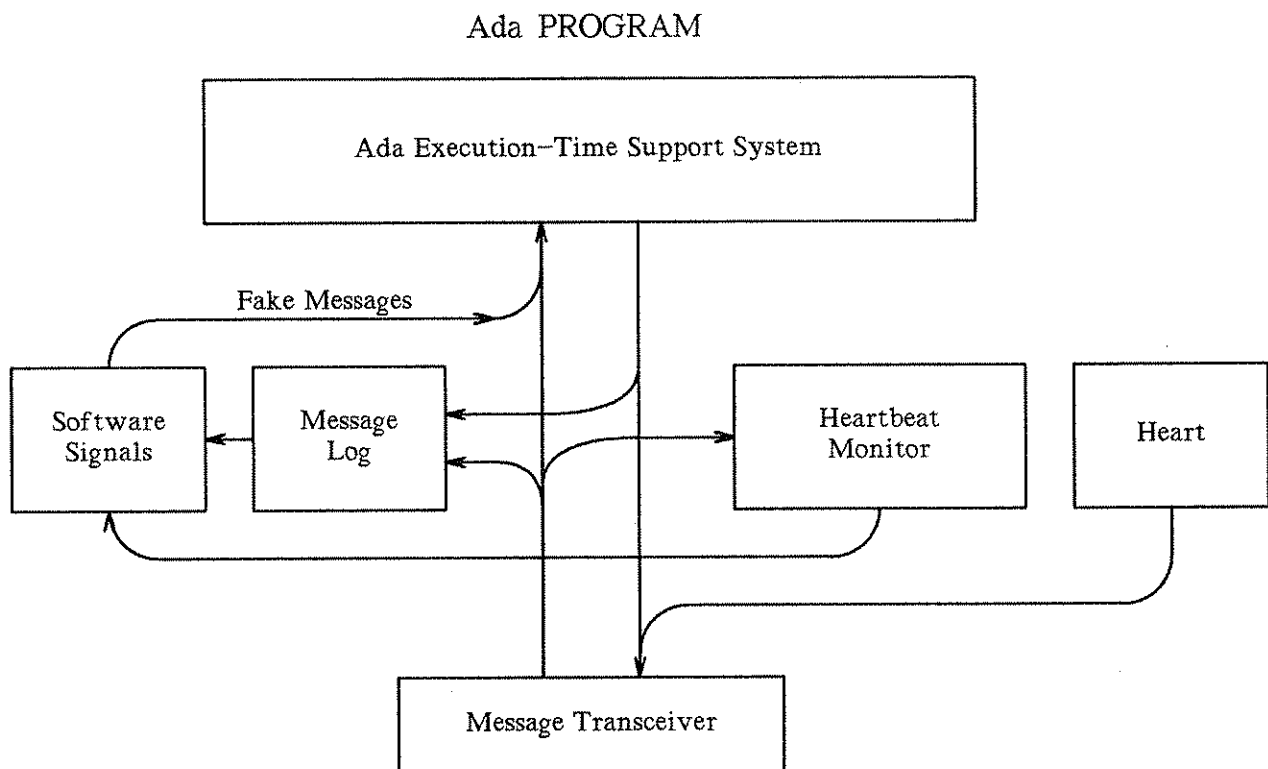 Ada PROGRAM
Ada Execution-Time Support System
Fake Messages
Software
Signals
Message
Log
Heartbeat
Monitor
Heart
Message Transceiver